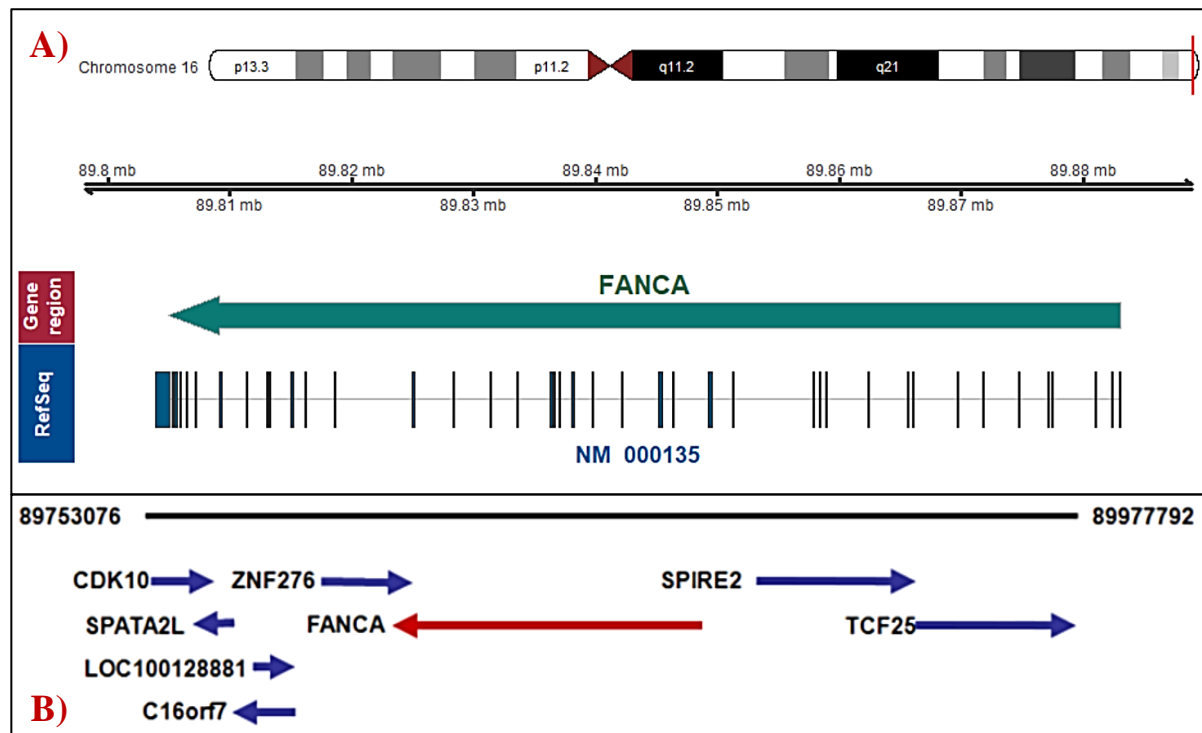 A)
Chromosome 16 p13.3 p11.2 q11.2 q21
89.8 mb 89.82 mb 89.84 mb 89.86 mb 89.88 mb
89.81 mb 89.83 mb 89.85 mb 89.87 mb
Gene
region
FANCA
RefSeq
NM_000135
89753076 89977792
CDK10 ZNF276 SPIRE2
SPATA2L FANCA TCF25
LOC100128881
C16orf7
B)